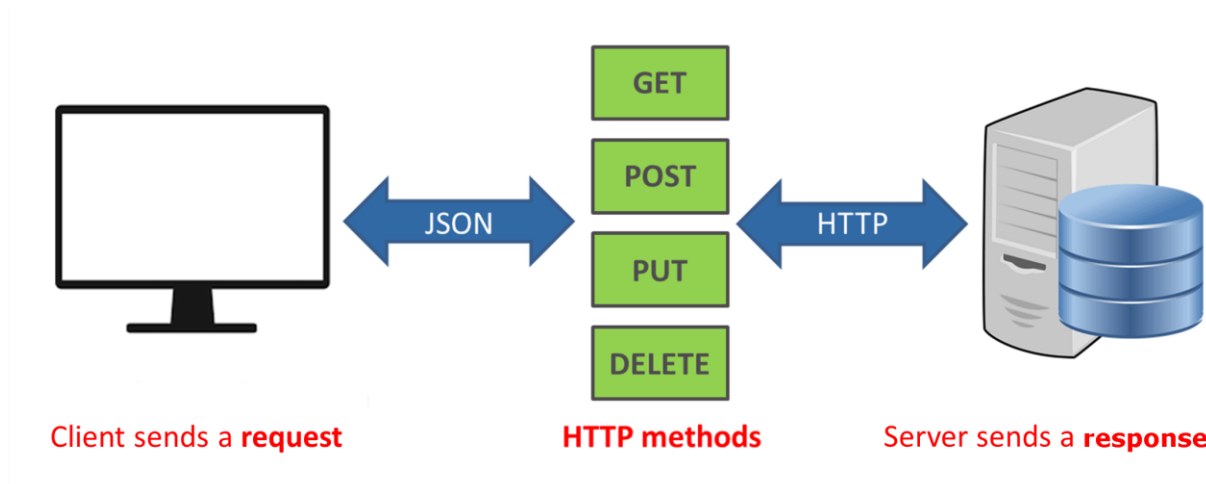 GET
POST
JSON
HTTP
PUT
DELETE
Client sends a request
HTTP methods
Server sends a response